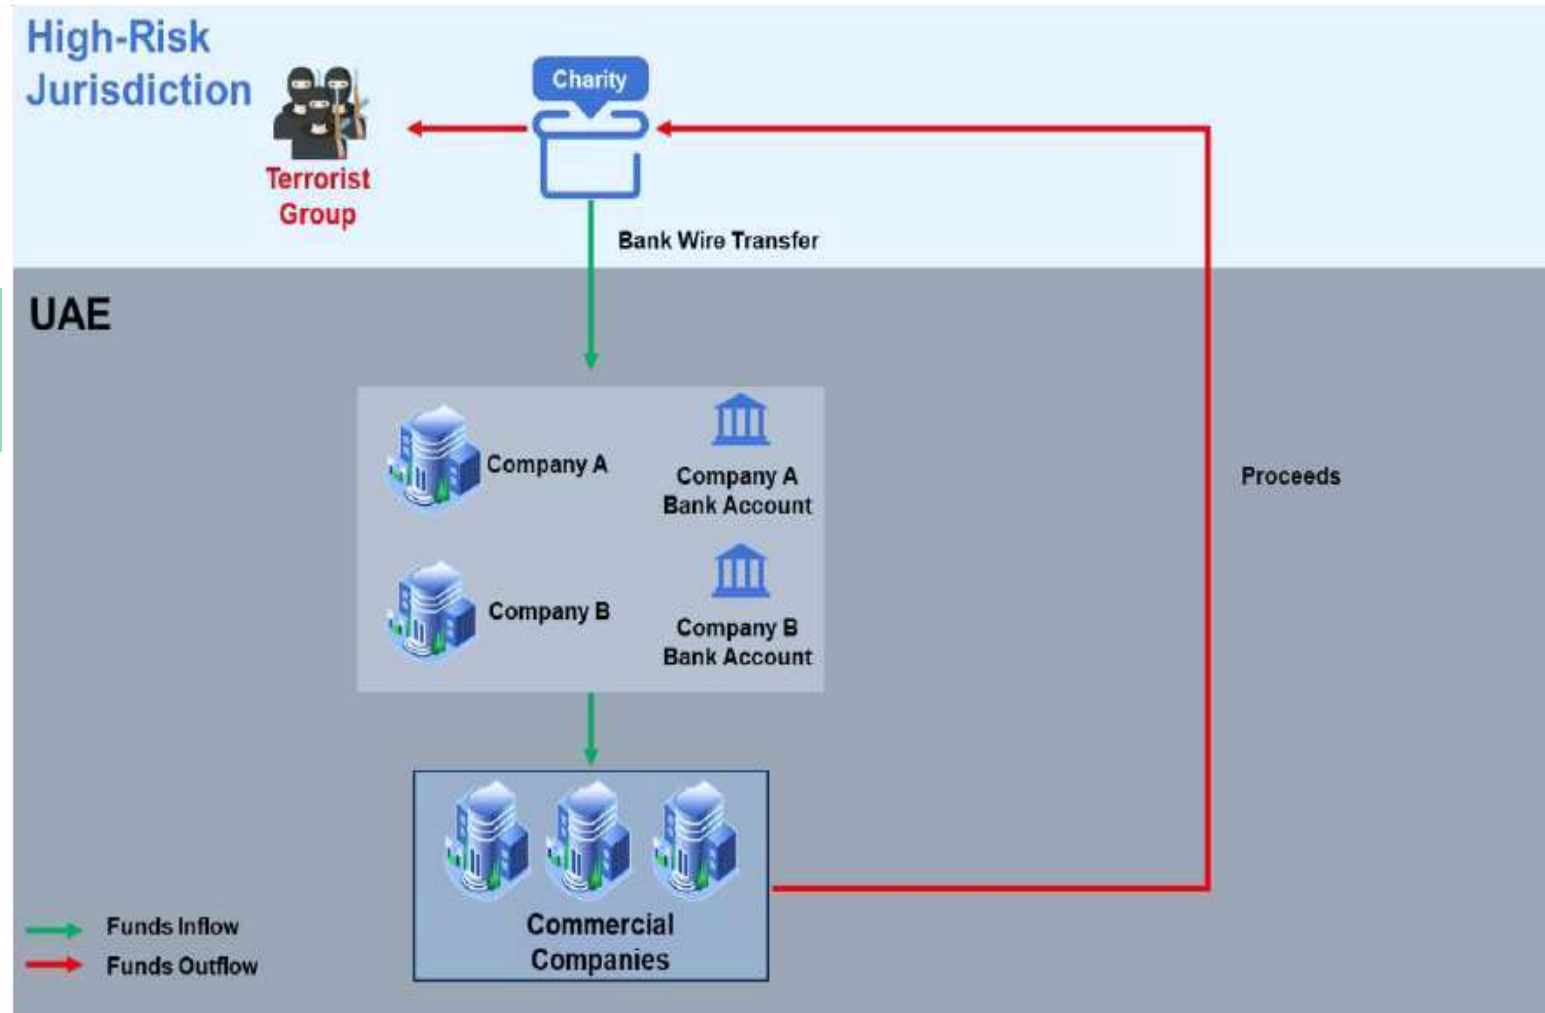 High-Risk
Jurisdiction
Charity
Terrorist
Group
Bank Wire Transfer
UAE
Company A
Company A
Bank Account
Proceeds
Company B
Company B
Bank Account
Commercial
Companies
Funds Inflow
Funds Outflow